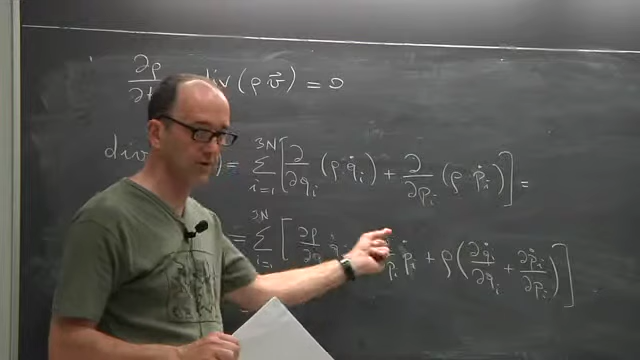 ∂ρ/∂t div(ρv⃗) = 0
div ) = Σ_{i=1}^{3N} [ ∂/∂q_i (ρ q̇_i) + ∂/∂p_i (ρ ṗ_i) ] =
= Σ_{i=1}^{3N} [ ∂ρ/∂q_i q̇_i p_i ṗ_i + ρ( ∂q̇_i/∂q_i + ∂ṗ_i/∂p_i ) ]